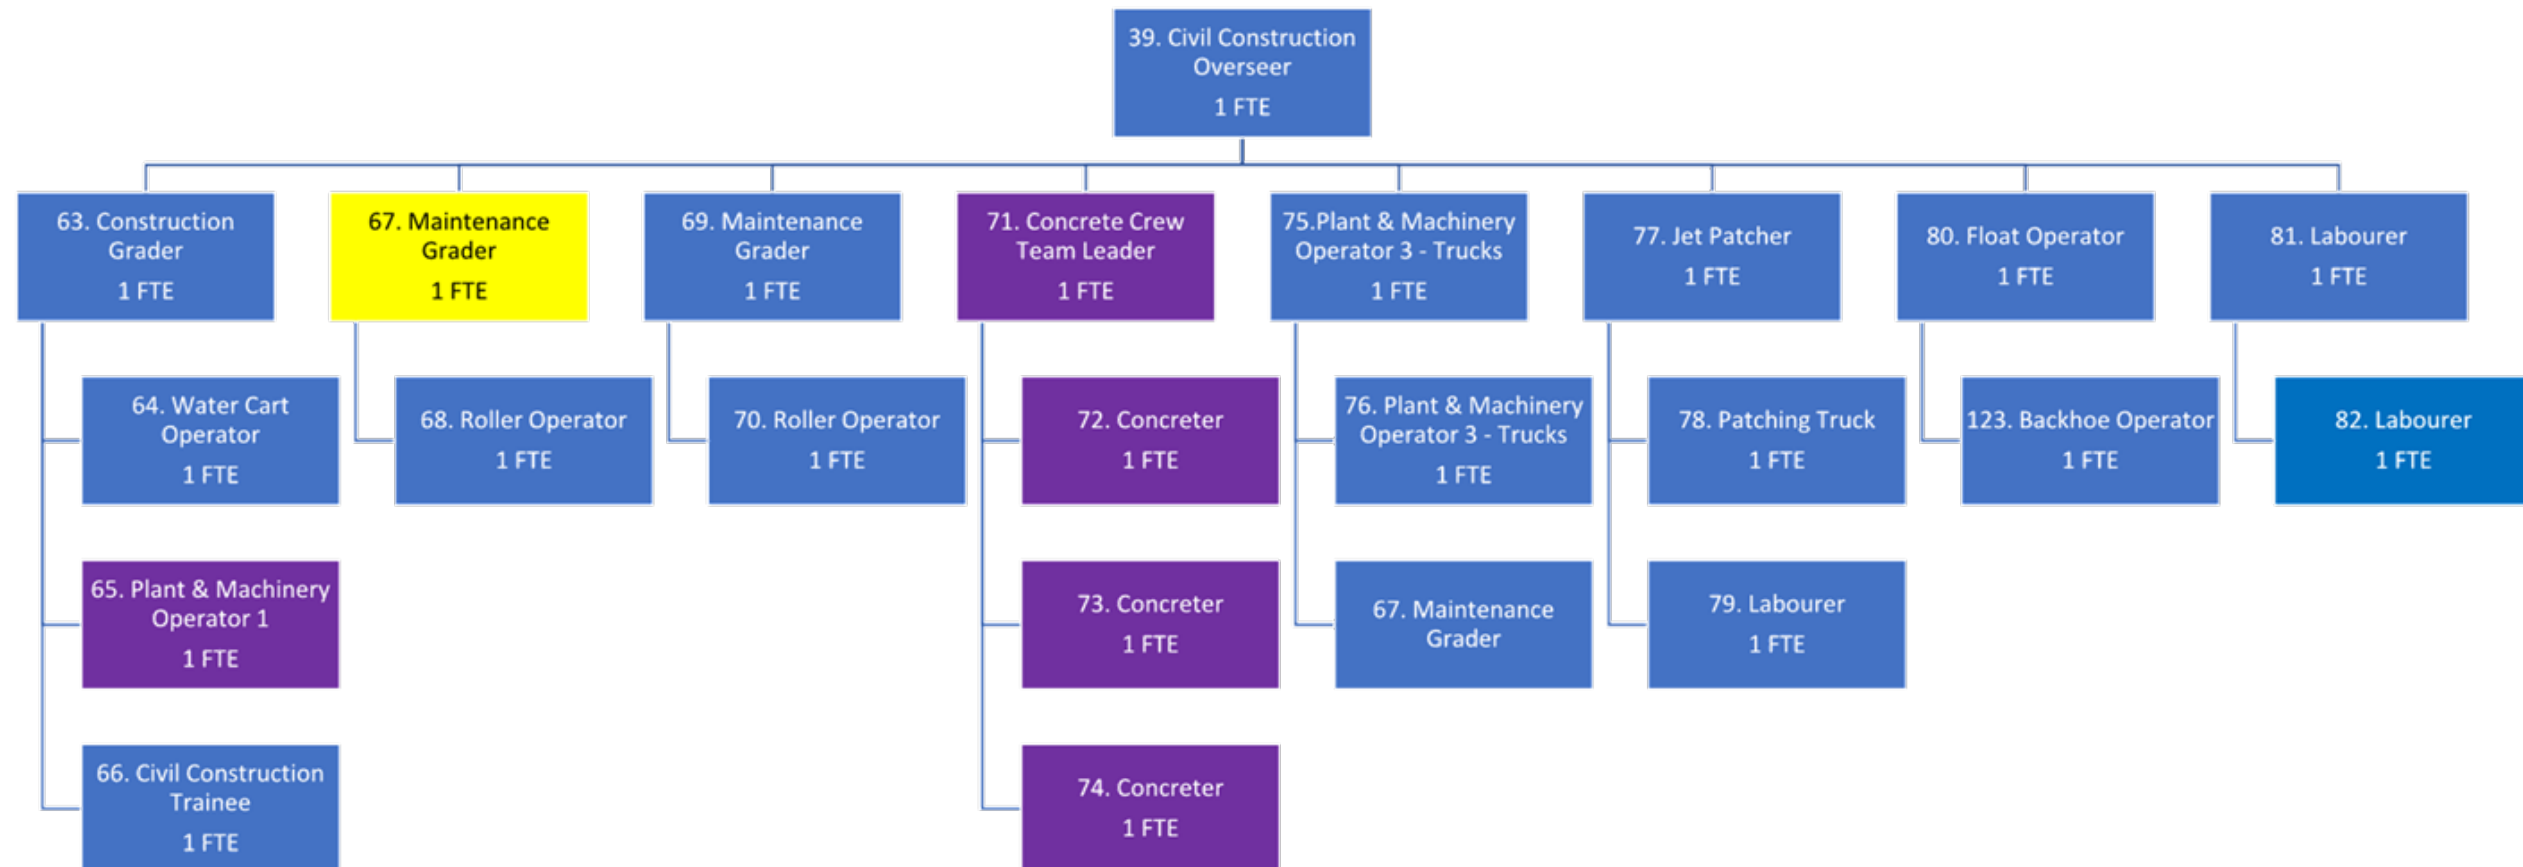 39. Civil Construction
Overseer
1 FTE
63. Construction
Grader
1 FTE
67. Maintenance
Grader
1 FTE
69. Maintenance
Grader
1 FTE
71. Concrete Crew
Team Leader
1 FTE
75.Plant & Machinery
Operator 3 - Trucks
1 FTE
77. Jet Patcher
1 FTE
80. Float Operator
1 FTE
81. Labourer
1 FTE
64. Water Cart
Operator
1 FTE
68. Roller Operator
1 FTE
70. Roller Operator
1 FTE
72. Concreter
1 FTE
76. Plant & Machinery
Operator 3 - Trucks
1 FTE
78. Patching Truck
1 FTE
123. Backhoe Operator
1 FTE
82. Labourer
1 FTE
65. Plant & Machinery
Operator 1
1 FTE
73. Concreter
1 FTE
67. Maintenance
Grader
79. Labourer
1 FTE
66. Civil Construction
Trainee
1 FTE
74. Concreter
1 FTE